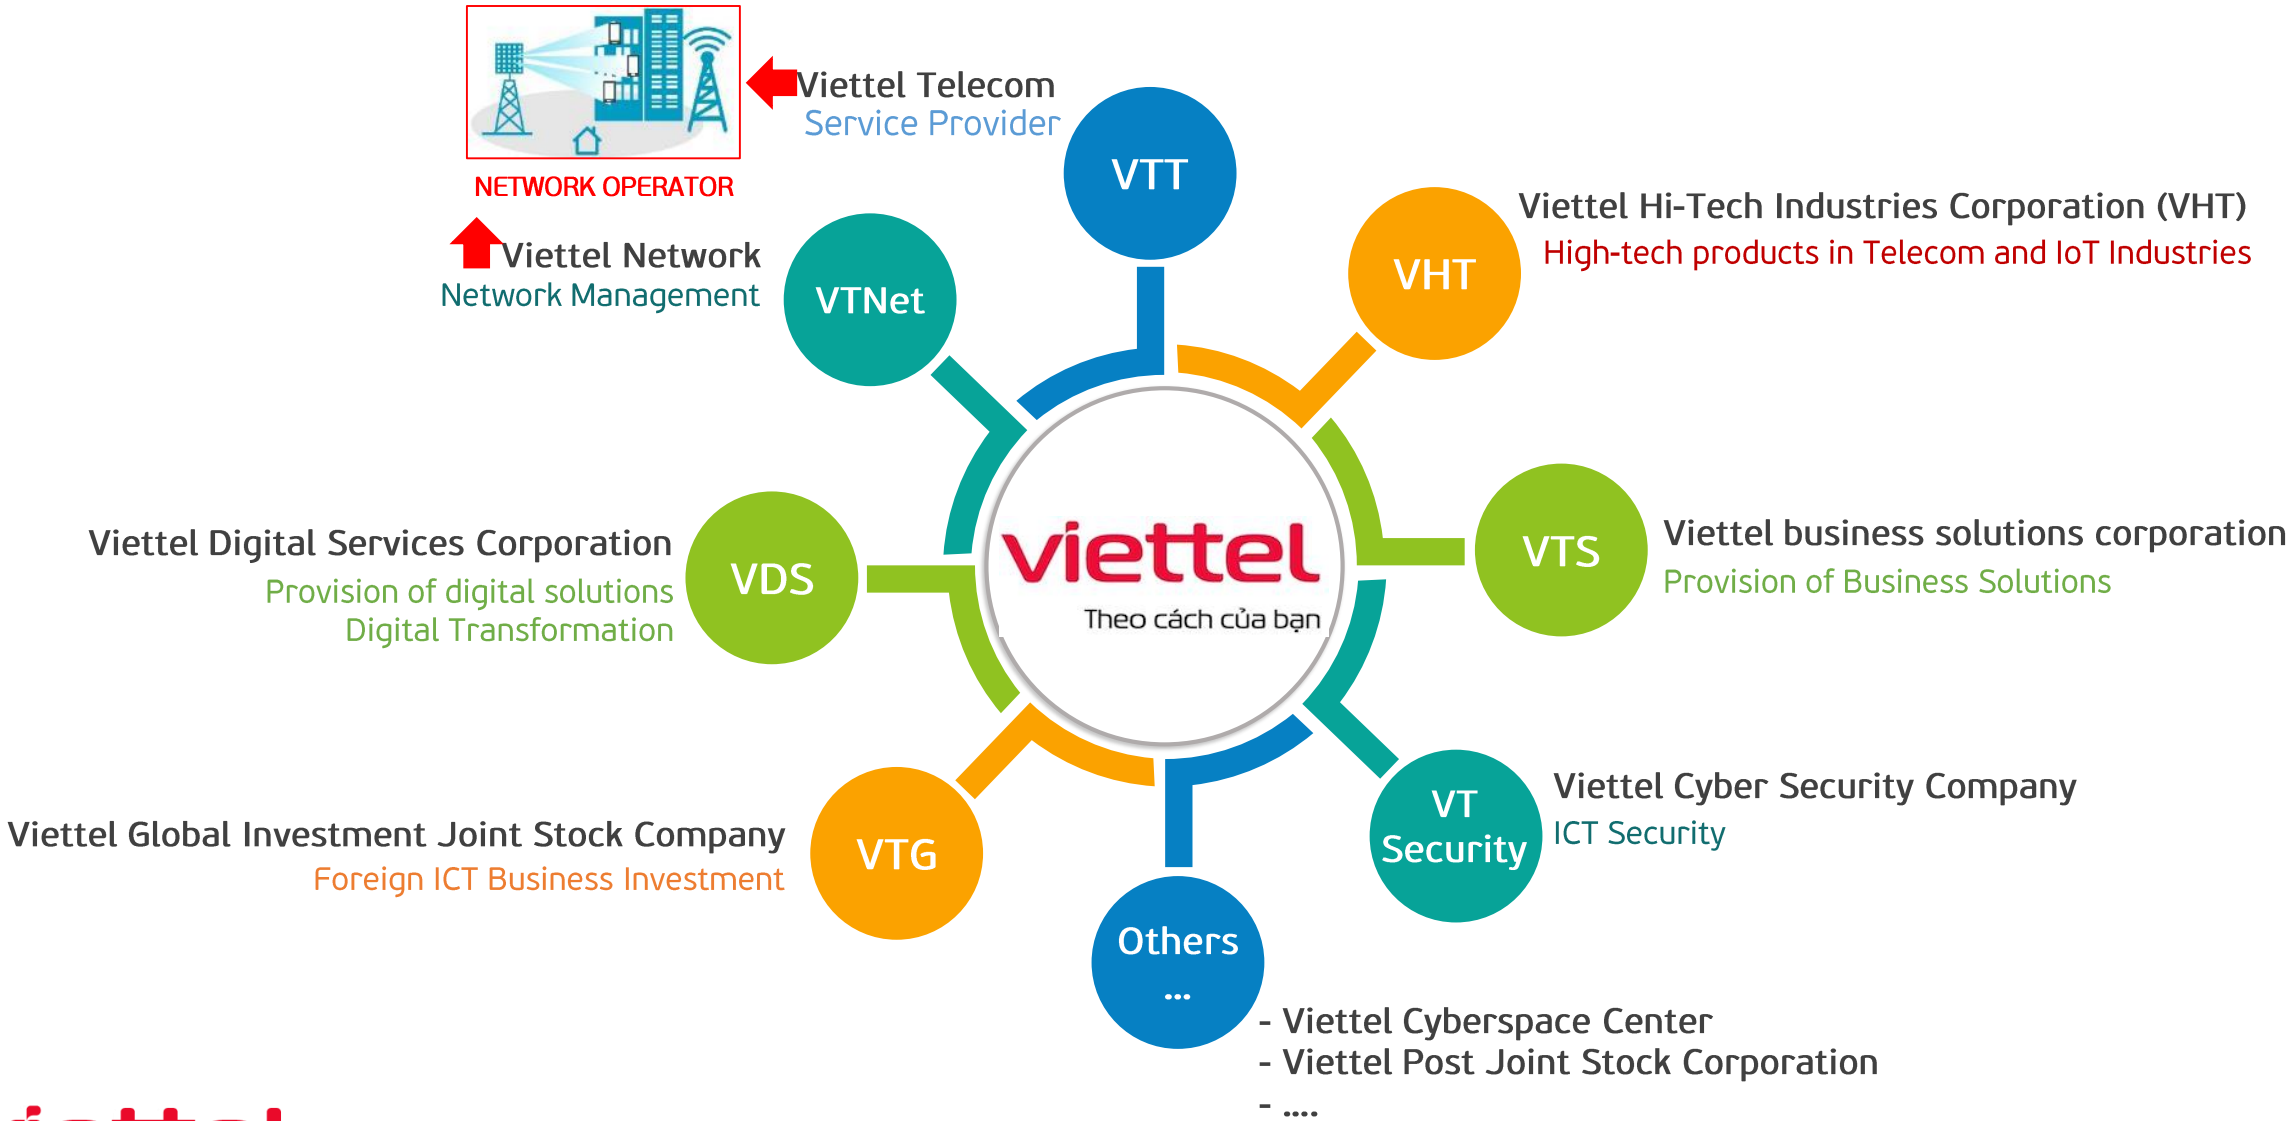 Viettel Telecom
Service Provider
NETWORK OPERATOR
Viettel Network
Network Management
VTT
VTNet
VHT
Viettel Hi-Tech Industries Corporation (VHT)
High-tech products in Telecom and IoT Industries
Viettel Digital Services Corporation
Provision of digital solutions
Digital Transformation
VDS
viettel
Theo cách của bạn
VTS
Viettel business solutions corporation
Provision of Business Solutions
Viettel Global Investment Joint Stock Company
Foreign ICT Business Investment
VTG
VT
Security
Viettel Cyber Security Company
ICT Security
Others
...
- Viettel Cyberspace Center
- Viettel Post Joint Stock Corporation
- ....